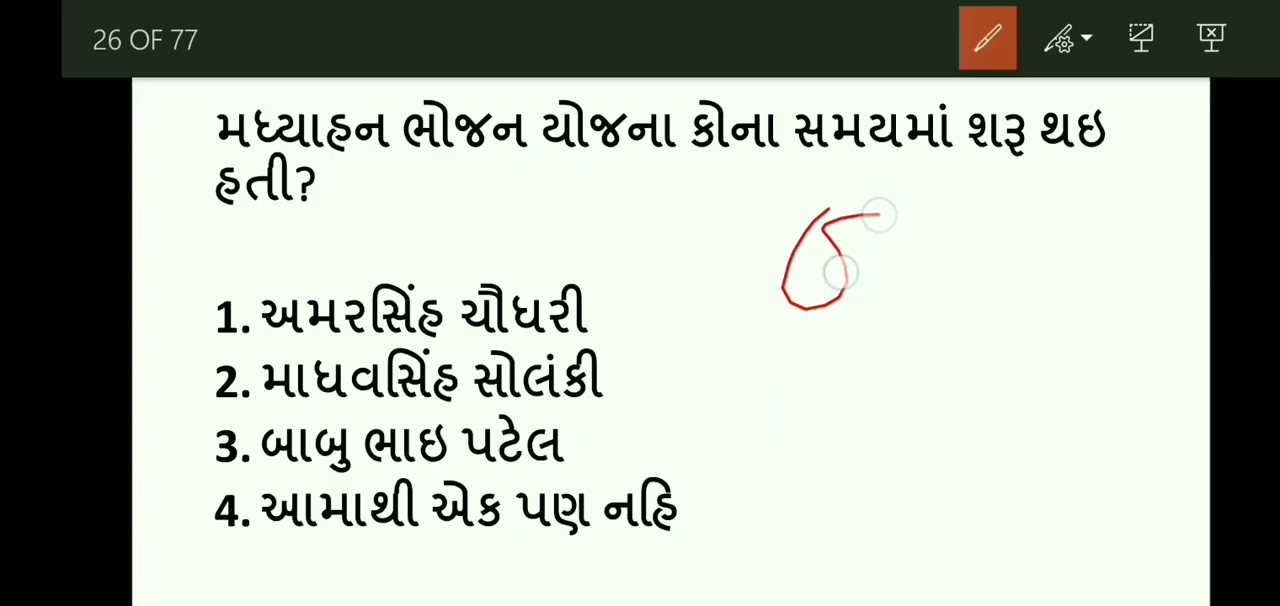 26 OF 77
મધ્યાહન ભોજન યોજના કોના સમયમાં શરૂ થઇ
હતી?
1. અમરસિંહ ચૌધરી
2. માધવસિંહ સોલંકી
3. બાબુ ભાઇ પટેલ
4. આમાથી એક પણ નહિ